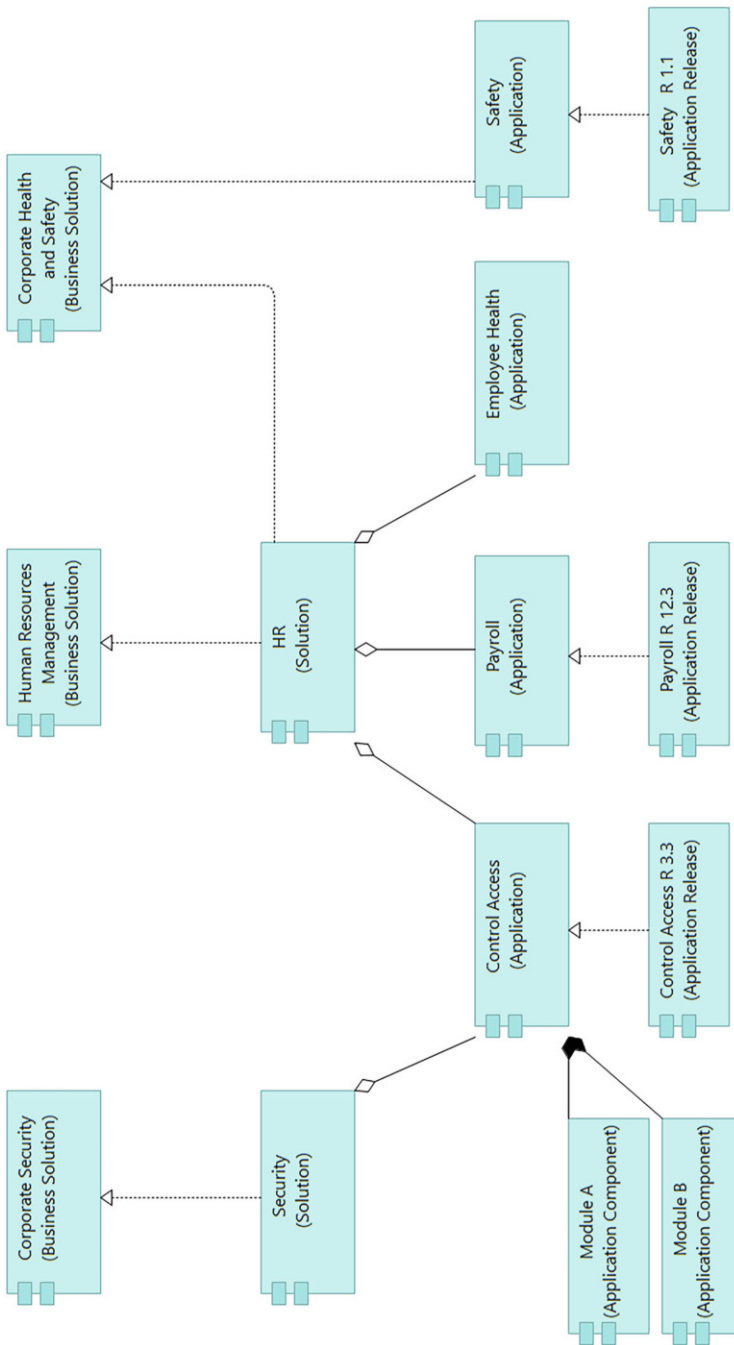 Corporate Security
(Business Solution)
Human Resources
Management
(Business Solution)
Corporate Health
and Safety
(Business Solution)
Security
(Solution)
HR
(Solution)
Control Access
(Application)
Payroll
(Application)
Employee Health
(Application)
Safety
(Application)
Module A
(Application Component)
Module B
(Application Component)
Control Access R 3.3
(Application Release)
Payroll R 12.3
(Application Release)
Safety R 1.1
(Application Release)